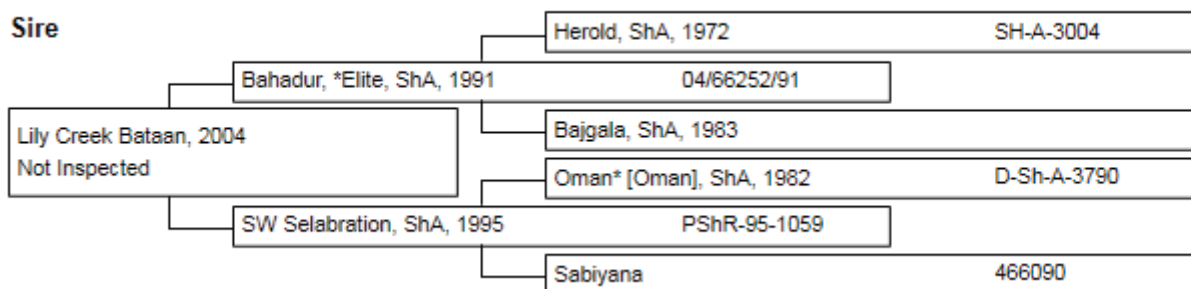 Sire
Herold, ShA, 1972 SH-A-3004
Bahadur, *Elite, ShA, 1991 04/66252/91
Lily Creek Bataan, 2004
Not Inspected
Bajgala, ShA, 1983
Oman* [Oman], ShA, 1982 D-Sh-A-3790
SW Selabration, ShA, 1995 PShR-95-1059
Sabiyana 466090